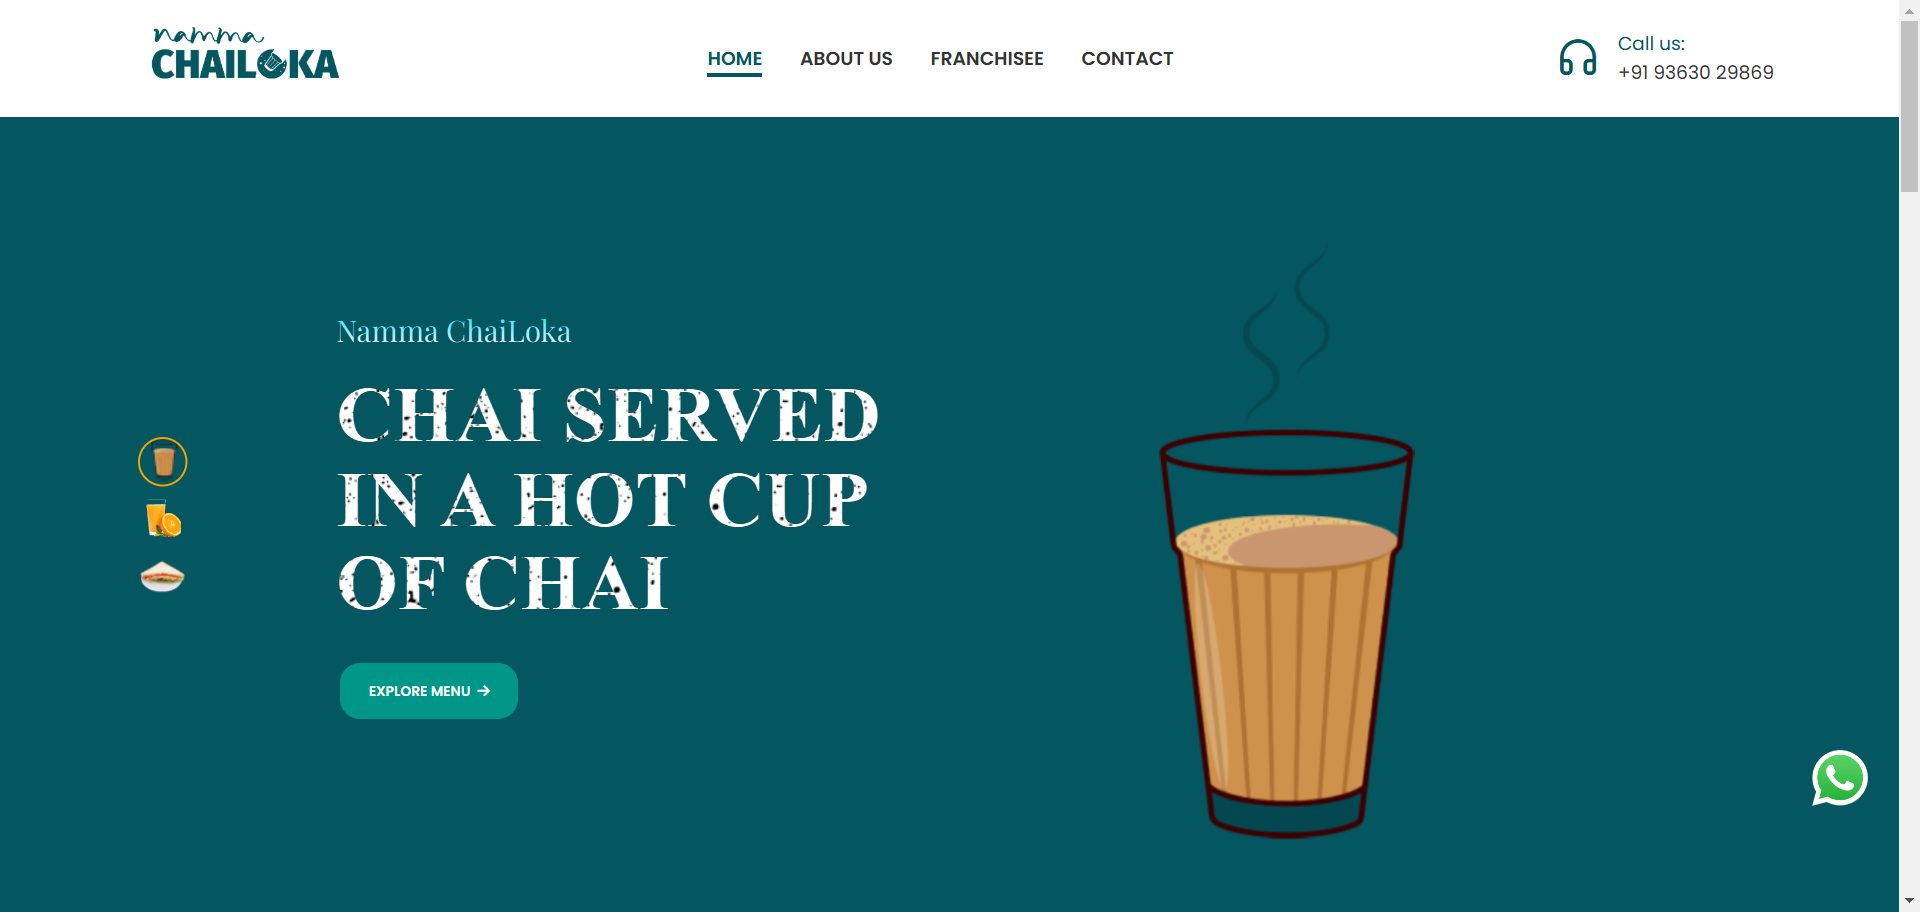 namma
CHAILOKA
HOME
ABOUT US
FRANCHISEE
CONTACT
Call us:
+91 93630 29869
Namma ChaiLoka
CHAI SERVED
IN A HOT CUP
OF CHAI
EXPLORE MENU →